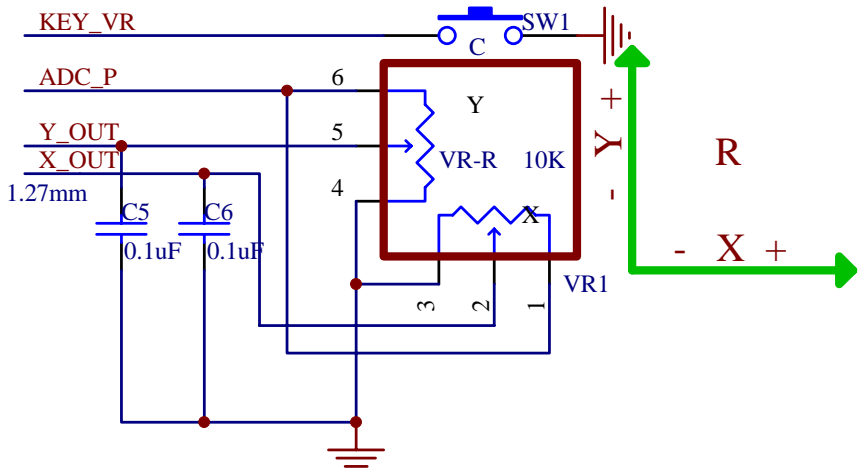 KEY_VR
SW1
C
ADC_P
6
Y
Y +
-
R
Y_OUT
5
VR-R 10K
X_OUT
4
1.27mm
C5
C6
X
0.1uF
0.1uF
- X +
VR1
3
2
1